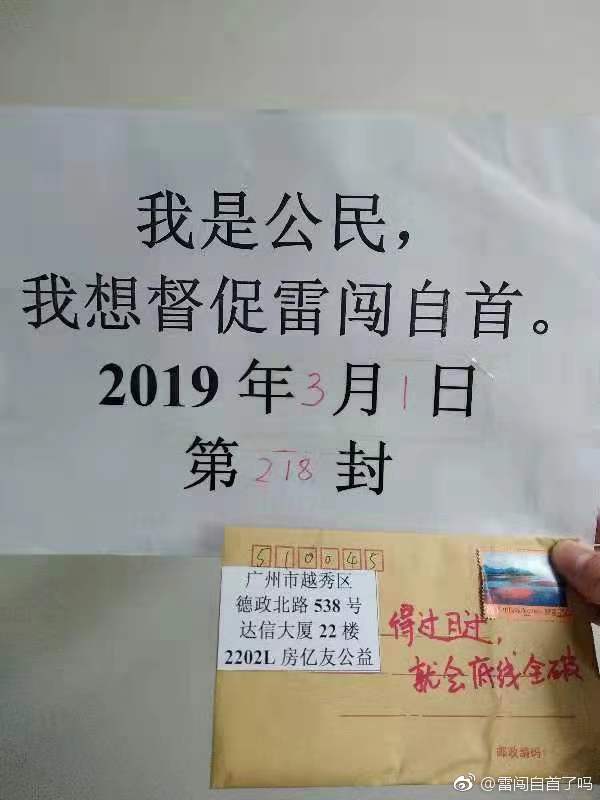 我是公民，
我想督促雷闯自首。
2019年3月1日
第218封
510045
广州市越秀区
德政北路538号
达信大厦22楼
2202L房亿友公益
得过且过，
就会底线全破
邮政编码：
@雷闯自首了吗